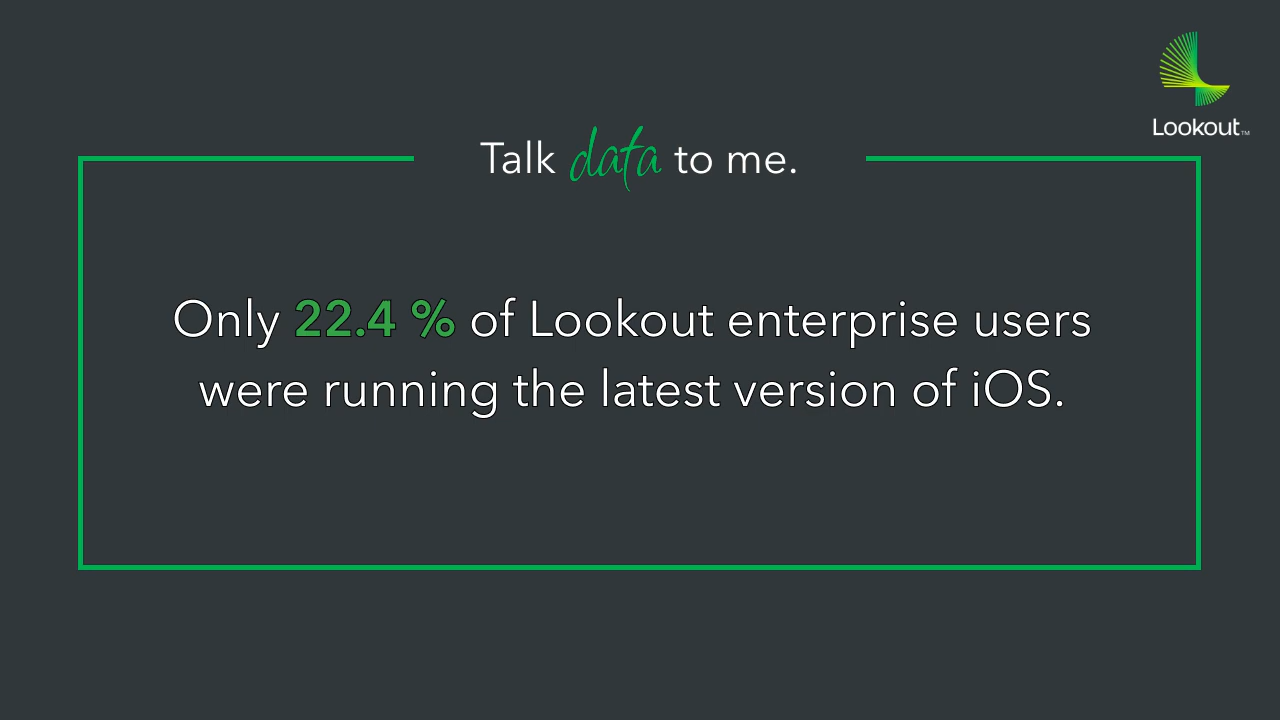 Lookout™
Talk data to me.
Only 22.4 % of Lookout enterprise users
were running the latest version of iOS.